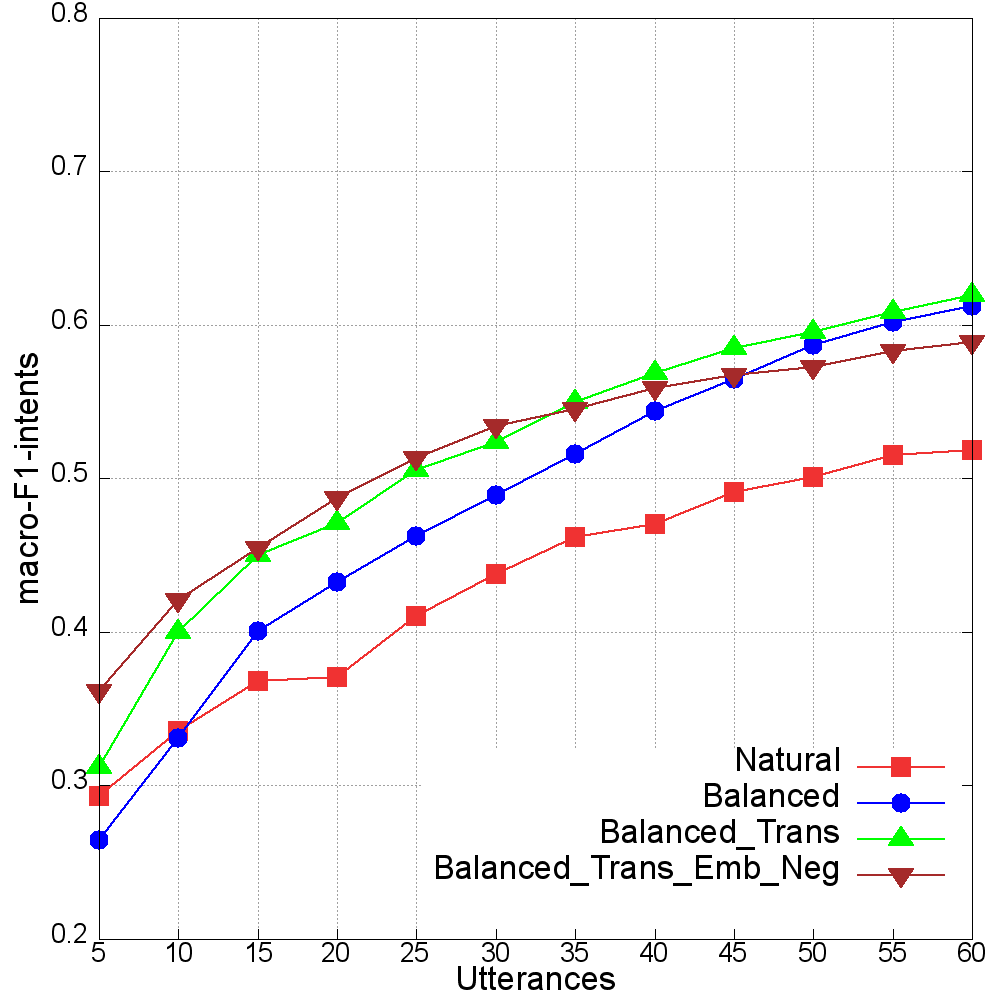 0.8
0.7
0.6
0.5
0.4
0.3
0.2
macro-F1-intents
5 10 15 20 25 30 35 40 45 50 55 60
Utterances
Natural
Balanced
Balanced_Trans
Balanced_Trans_Emb_Neg